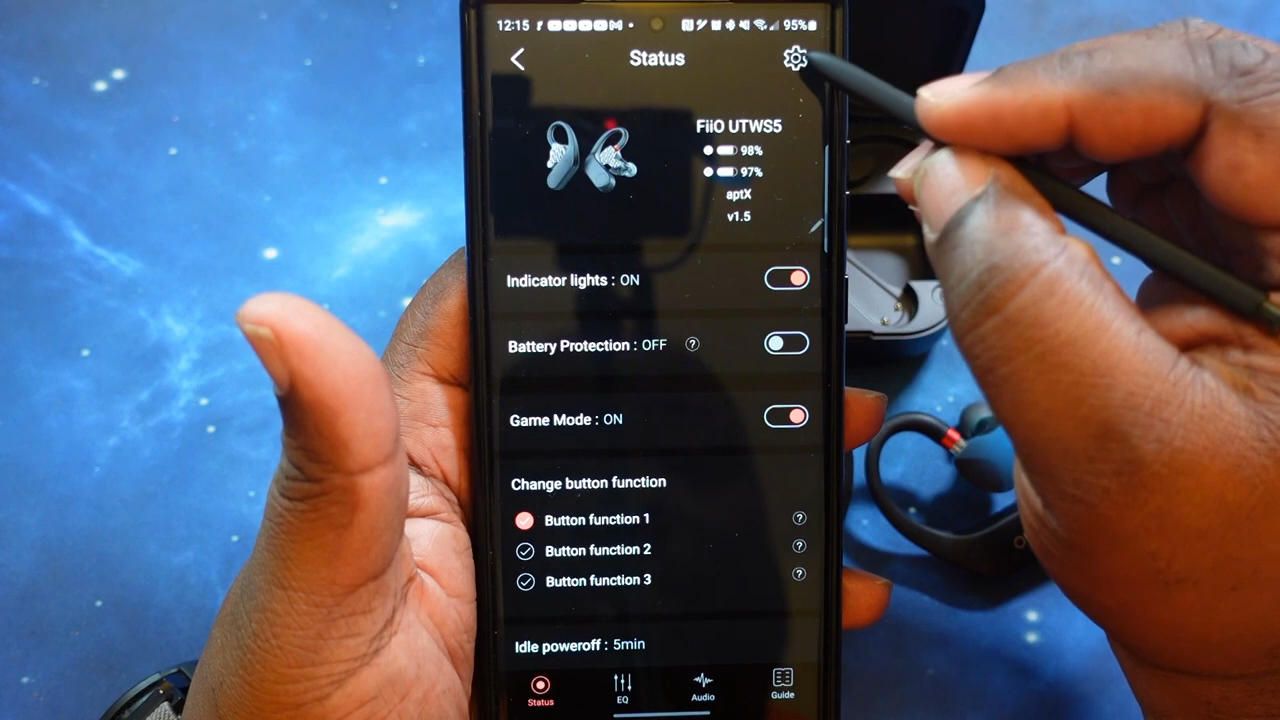 12:15
95%
Status
FiiO UTWS5
98%
97%
aptX
v1.5
Indicator lights : ON
Battery Protection : OFF ?
Game Mode : ON
Change button function
Button function 1 ?
Button function 2 ?
Button function 3 ?
Idle poweroff : 5min
Status EQ Audio Guide